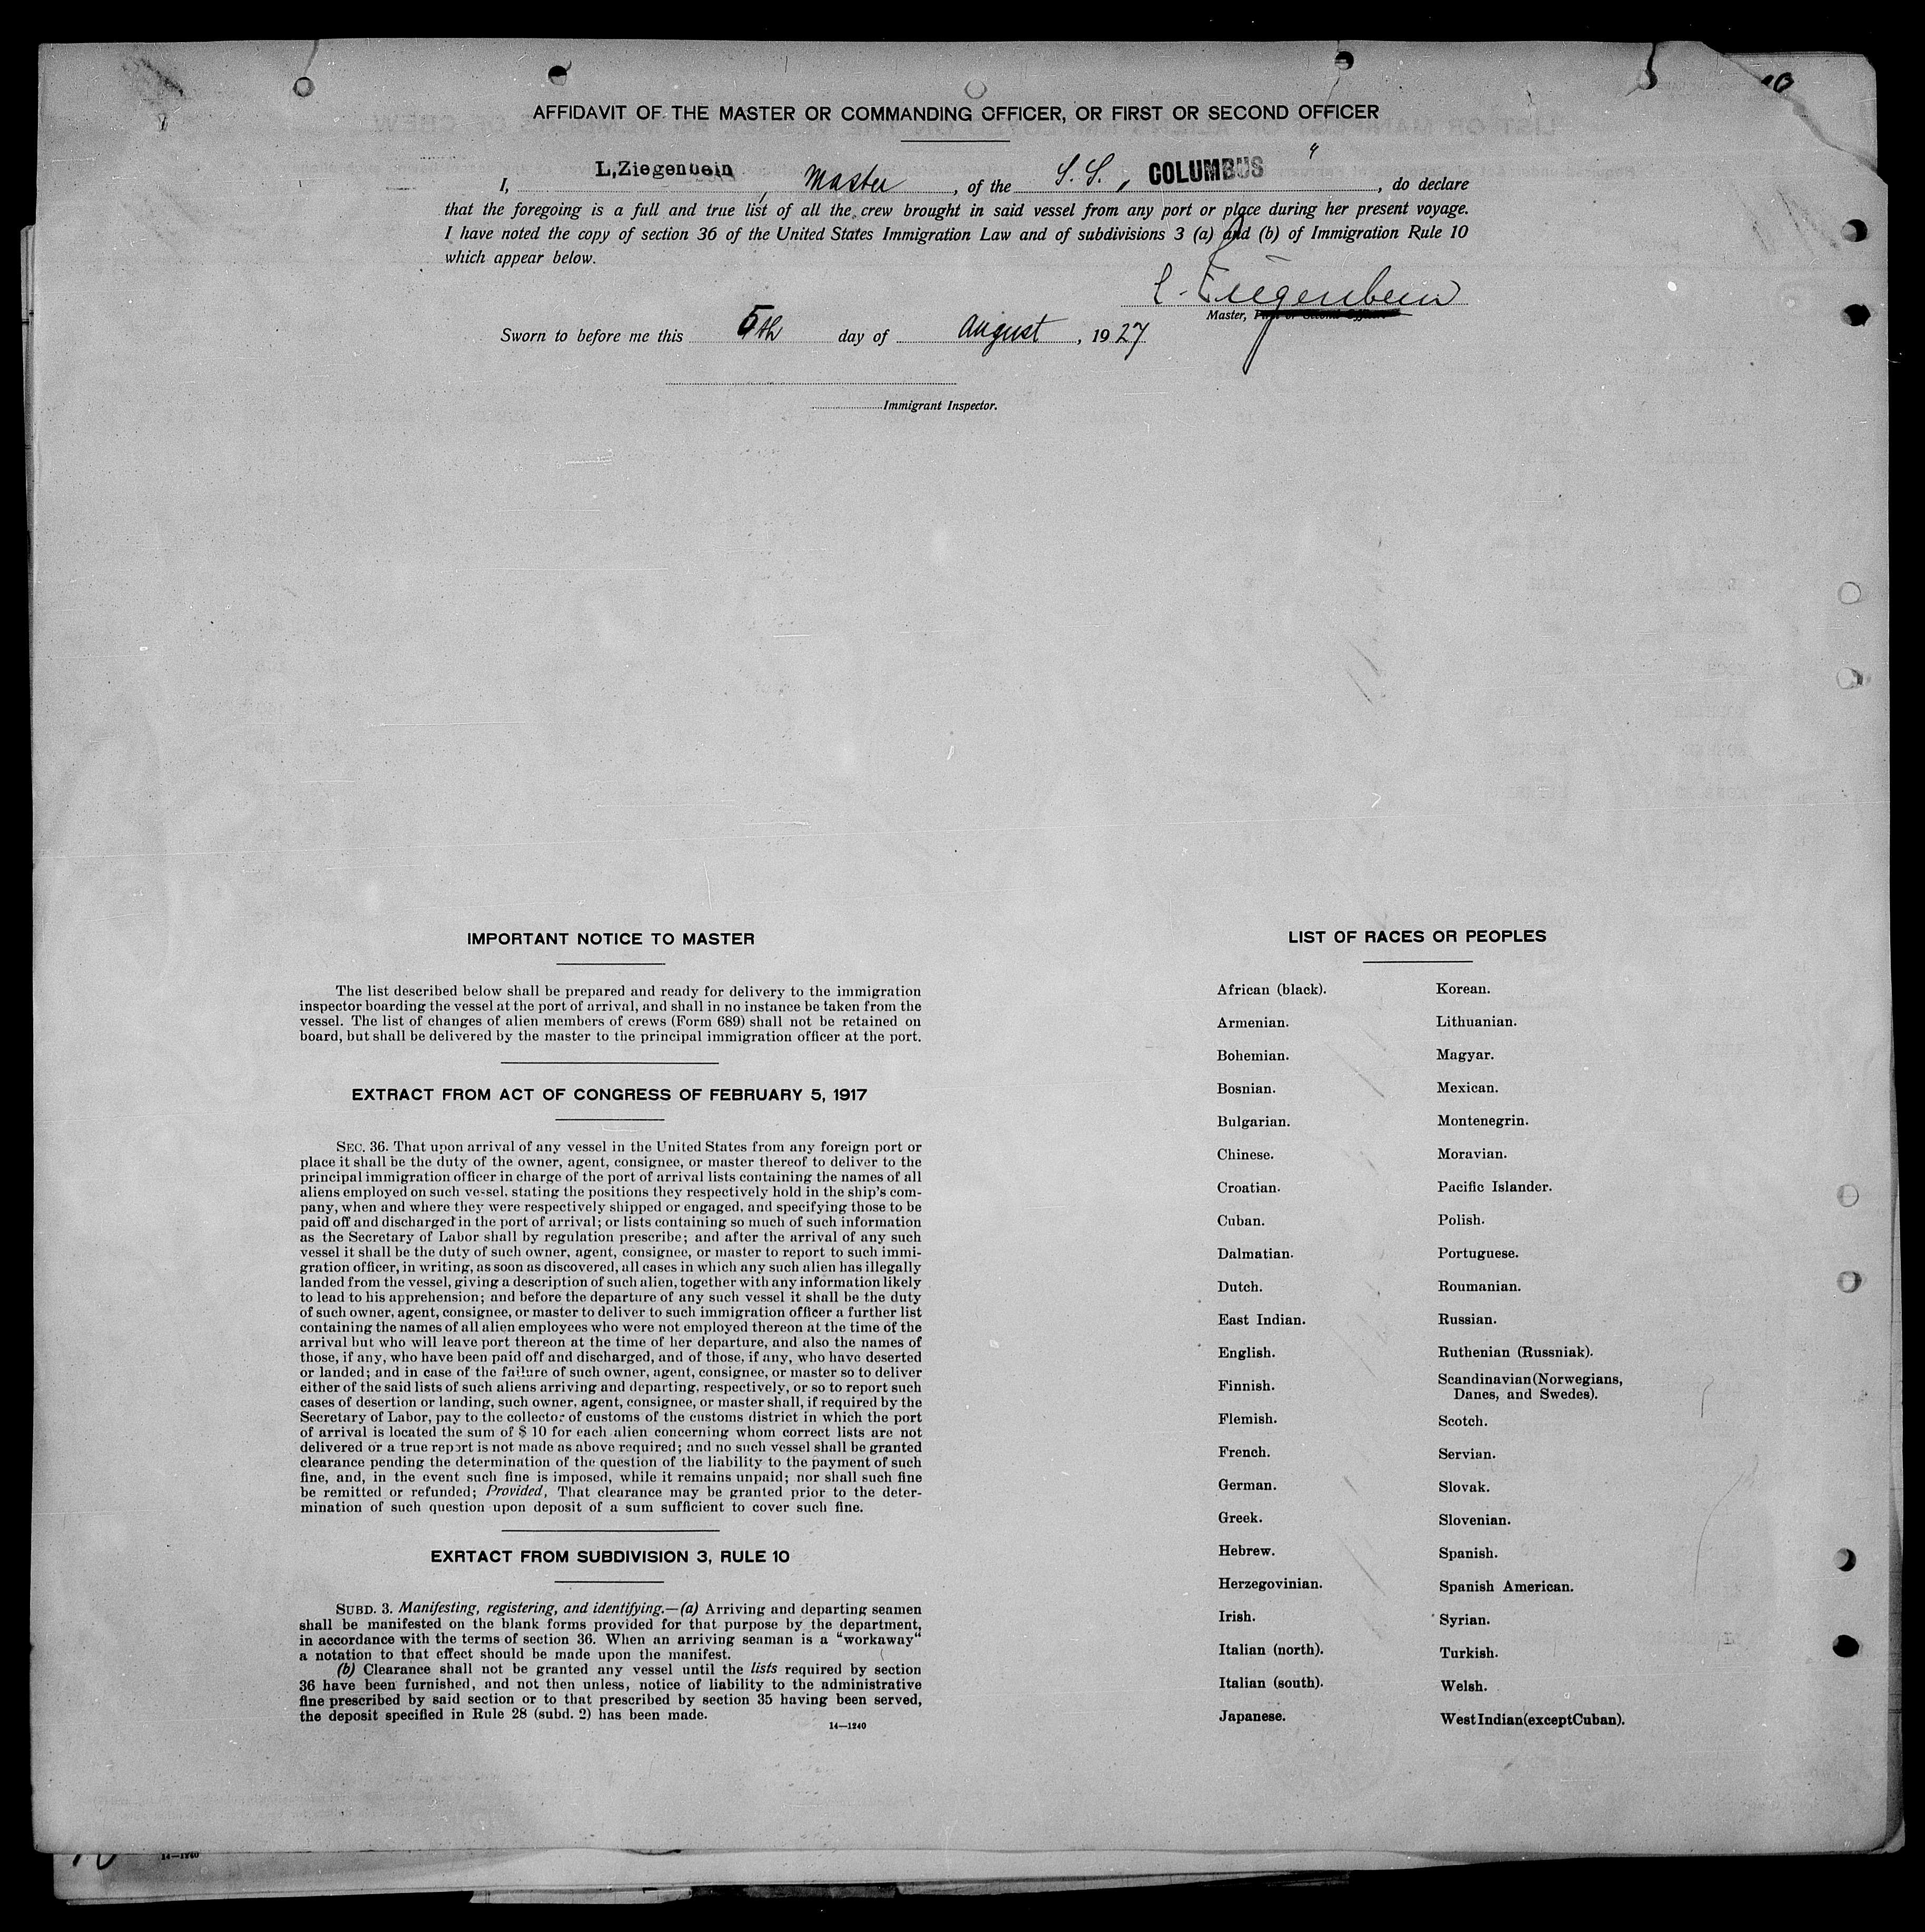 AFFIDAVIT OF THE MASTER OR COMMANDING OFFICER, OR FIRST OR SECOND OFFICER
I, L,Ziegenbein, Master, of the S.S. " COLUMBUS ", do declare
that the foregoing is a full and true list of all the crew brought in said vessel from any port or place during her present voyage.
I have noted the copy of section 36 of the United States Immigration Law and of subdivisions 3 (a) and (b) of Immigration Rule 10
which appear below.
L. Ziegenbein
Master, First or Second Officer.
Sworn to before me this 5th day of August, 1927
Immigrant Inspector.
IMPORTANT NOTICE TO MASTER
The list described below shall be prepared and ready for delivery to the immigration
inspector boarding the vessel at the port of arrival, and shall in no instance be taken from the
vessel. The list of changes of alien members of crews (Form 689) shall not be retained on
board, but shall be delivered by the master to the principal immigration officer at the port.
EXTRACT FROM ACT OF CONGRESS OF FEBRUARY 5, 1917
SEC. 36. That upon arrival of any vessel in the United States from any foreign port or
place it shall be the duty of the owner, agent, consignee, or master thereof to deliver to the
principal immigration officer in charge of the port of arrival lists containing the names of all
aliens employed on such vessel, stating the positions they respectively hold in the ship's com-
pany, when and where they were respectively shipped or engaged, and specifying those to be
paid off and discharged in the port of arrival; or lists containing so much of such information
as the Secretary of Labor shall by regulation prescribe; and after the arrival of any such
vessel it shall be the duty of such owner, agent, consignee, or master to report to such immi-
gration officer, in writing, as soon as discovered, all cases in which any such alien has illegally
landed from the vessel, giving a description of such alien, together with any information likely
to lead to his apprehension; and before the departure of any such vessel it shall be the duty
of such owner, agent, consignee, or master to deliver to such immigration officer a further list
containing the names of all alien employees who were not employed thereon at the time of the
arrival but who will leave port thereon at the time of her departure, and also the names of
those, if any, who have been paid off and discharged, and of those, if any, who have deserted
or landed; and in case of the failure of such owner, agent, consignee, or master so to deliver
either of the said lists of such aliens arriving and departing, respectively, or so to report such
cases of desertion or landing, such owner, agent, consignee, or master shall, if required by the
Secretary of Labor, pay to the collector of customs of the customs district in which the port
of arrival is located the sum of $ 10 for each alien concerning whom correct lists are not
delivered or a true report is not made as above required; and no such vessel shall be granted
clearance pending the determination of the question of the liability to the payment of such
fine, and, in the event such fine is imposed, while it remains unpaid; nor shall such fine
be remitted or refunded; Provided, That clearance may be granted prior to the deter-
mination of such question upon deposit of a sum sufficient to cover such fine.
EXRTACT FROM SUBDIVISION 3, RULE 10
SUBD. 3. Manifesting, registering, and identifying.—(a) Arriving and departing seamen
shall be manifested on the blank forms provided for that purpose by the department,
in accordance with the terms of section 36. When an arriving seaman is a "workaway"
a notation to that effect should be made upon the manifest.
(b) Clearance shall not be granted any vessel until the lists required by section
36 have been furnished, and not then unless, notice of liability to the administrative
fine prescribed by said section or to that prescribed by section 35 having been served,
the deposit specified in Rule 28 (subd. 2) has been made.
14—1240
LIST OF RACES OR PEOPLES
African (black).
Armenian.
Bohemian.
Bosnian.
Bulgarian.
Chinese.
Croatian.
Cuban.
Dalmatian.
Dutch.
East Indian.
English.
Finnish.
Flemish.
French.
German.
Greek.
Hebrew.
Herzegovinian.
Irish.
Italian (north).
Italian (south).
Japanese.
Korean.
Lithuanian.
Magyar.
Mexican.
Montenegrin.
Moravian.
Pacific Islander.
Polish.
Portuguese.
Roumanian.
Russian.
Ruthenian (Russniak).
Scandinavian (Norwegians,
Danes, and Swedes).
Scotch.
Servian.
Slovak.
Slovenian.
Spanish.
Spanish American.
Syrian.
Turkish.
Welsh.
West Indian (except Cuban).
14—1240